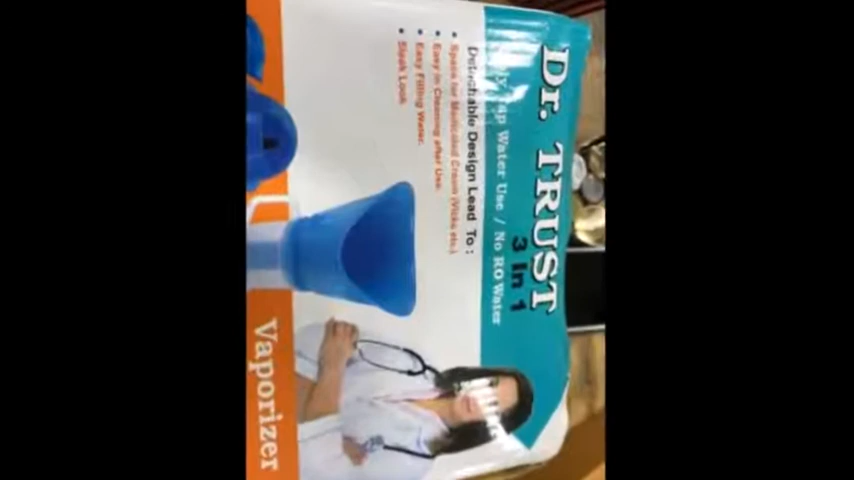 Dr. TRUST
3 In 1
Tap Water Use / No RO Water
Detachable Design Lead To :
• Space for Medicated Cream (Vicks etc.)
• Easy in Cleaning after Use.
• Easy Filling Water.
• Sleak Look
Vaporizer